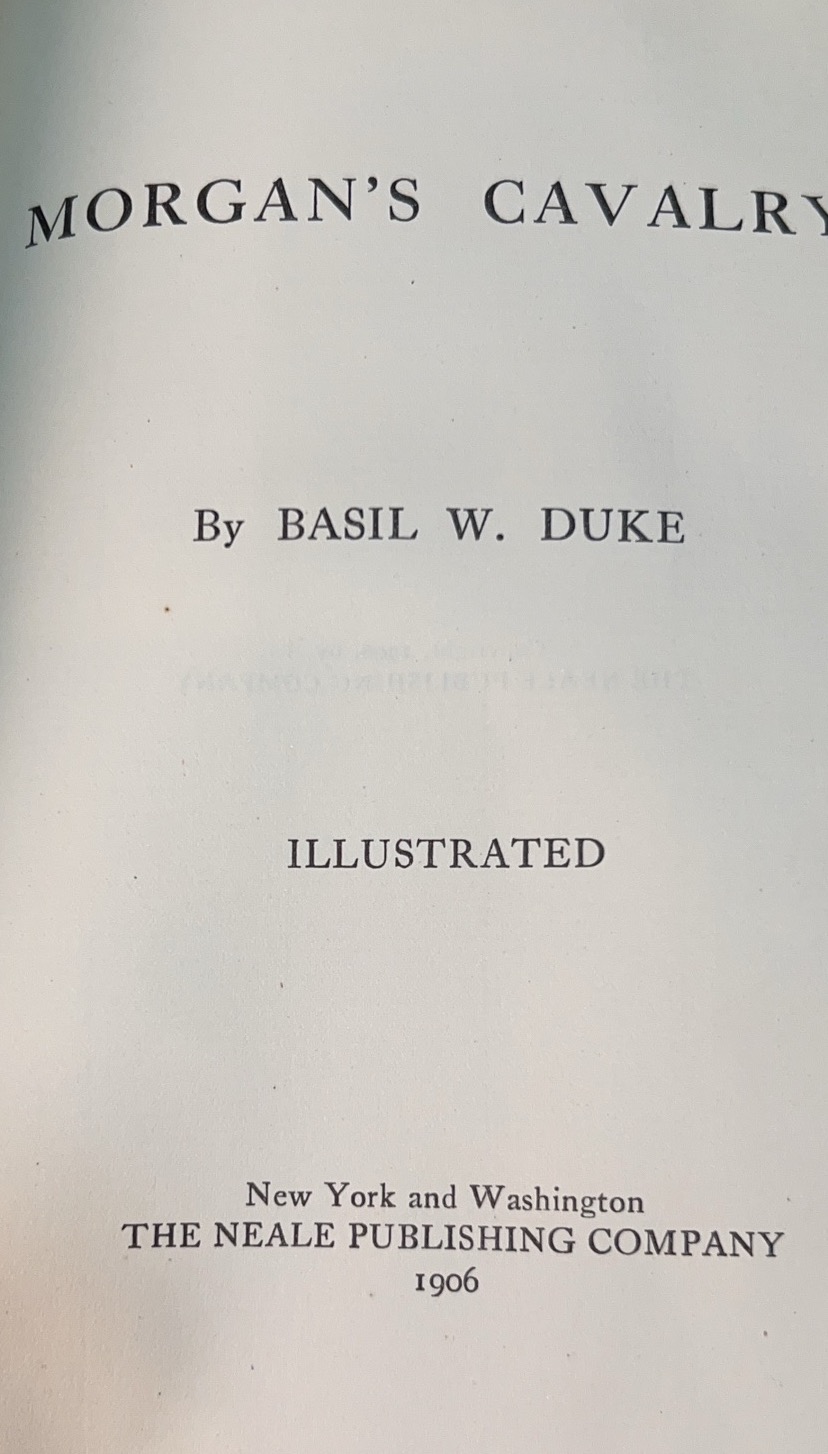 MORGAN'S CAVALRY
By BASIL W. DUKE
ILLUSTRATED
New York and Washington
THE NEALE PUBLISHING COMPANY
1906